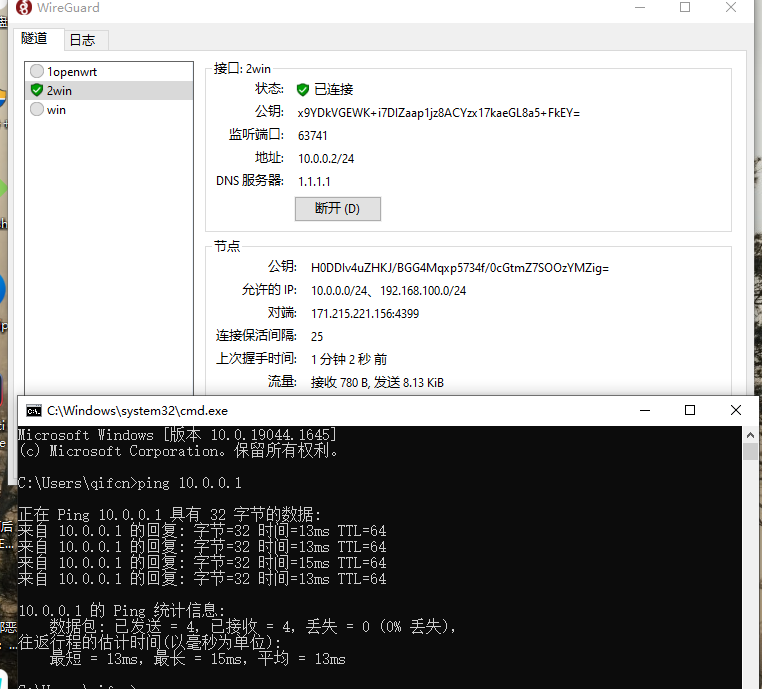 WireGuard
隧道 日志
1openwrt
2win
win
接口: 2win
状态: 已连接
公钥: x9YDkVGEWK+i7DIZaap1jz8ACYzx17kaeGL8a5+FkEY=
监听端口: 63741
地址: 10.0.0.2/24
DNS 服务器: 1.1.1.1
断开 (D)
节点
公钥: H0DDlv4uZHKJ/BGG4Mqxp5734f/0cGtmZ7SOOzYMZig=
允许的 IP: 10.0.0.0/24、192.168.100.0/24
对端: 171.215.221.156:4399
连接保活间隔: 25
上次握手时间: 1 分钟 2 秒 前
流量: 接收 780 B, 发送 8.13 KiB
C:\Windows\system32\cmd.exe
Microsoft Windows [版本 10.0.19044.1645]
(c) Microsoft Corporation。保留所有权利。
C:\Users\qifcn>ping 10.0.0.1
正在 Ping 10.0.0.1 具有 32 字节的数据:
来自 10.0.0.1 的回复: 字节=32 时间=13ms TTL=64
来自 10.0.0.1 的回复: 字节=32 时间=13ms TTL=64
来自 10.0.0.1 的回复: 字节=32 时间=15ms TTL=64
来自 10.0.0.1 的回复: 字节=32 时间=13ms TTL=64
10.0.0.1 的 Ping 统计信息:
数据包: 已发送 = 4，已接收 = 4，丢失 = 0 (0% 丢失)，
往返行程的估计时间(以毫秒为单位):
最短 = 13ms，最长 = 15ms，平均 = 13ms